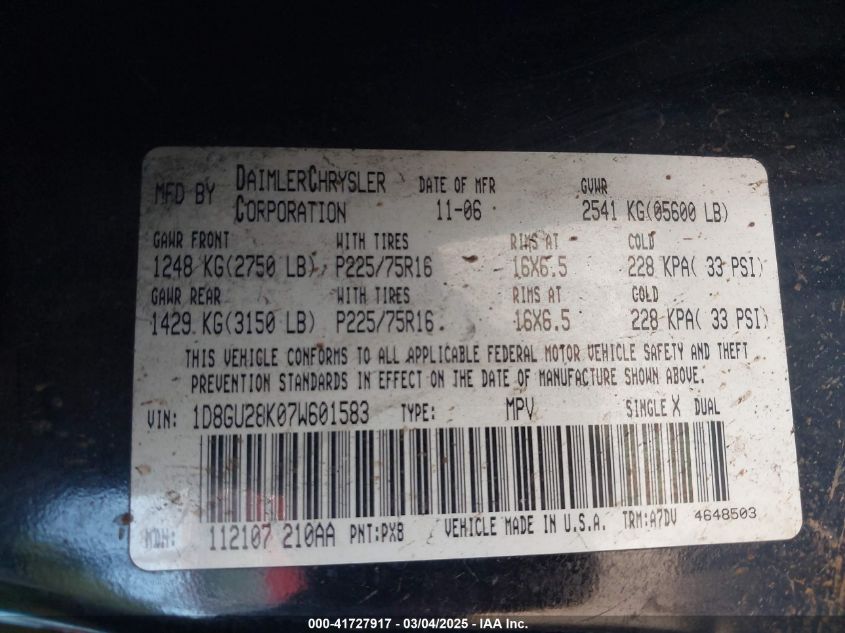 MFD BY DAIMLERCHRYSLER CORPORATION DATE OF MFR 11-06 GVWR 2541 KG(05600 LB)
GAWR FRONT WITH TIRES RIMS AT COLD
1248 KG(2750 LB) P225/75R16 16X6.5 228 KPA( 33 PSI)
GAWR REAR WITH TIRES RIMS AT COLD
1429 KG(3150 LB) P225/75R16 16X6.5 228 KPA( 33 PSI)
THIS VEHICLE CONFORMS TO ALL APPLICABLE FEDERAL MOTOR VEHICLE SAFETY AND THEFT
PREVENTION STANDARDS IN EFFECT ON THE DATE OF MANUFACTURE SHOWN ABOVE.
VIN: 1D8GU28K07W601583 TYPE: MPV SINGLE X DUAL
MDH: 112107 210AA PNT:PX8 VEHICLE MADE IN U.S.A. TRM:A7DV 4648503
000-41727917 — 03/04/2025 — IAA Inc.